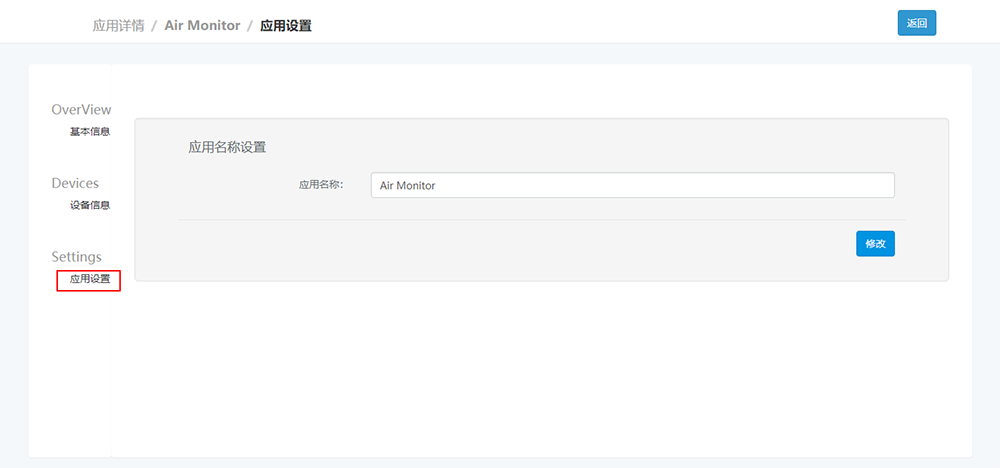 应用详情 / Air Monitor / 应用设置
返回
OverView
基本信息
Devices
设备信息
Settings
应用设置
应用名称设置
应用名称：
Air Monitor
修改